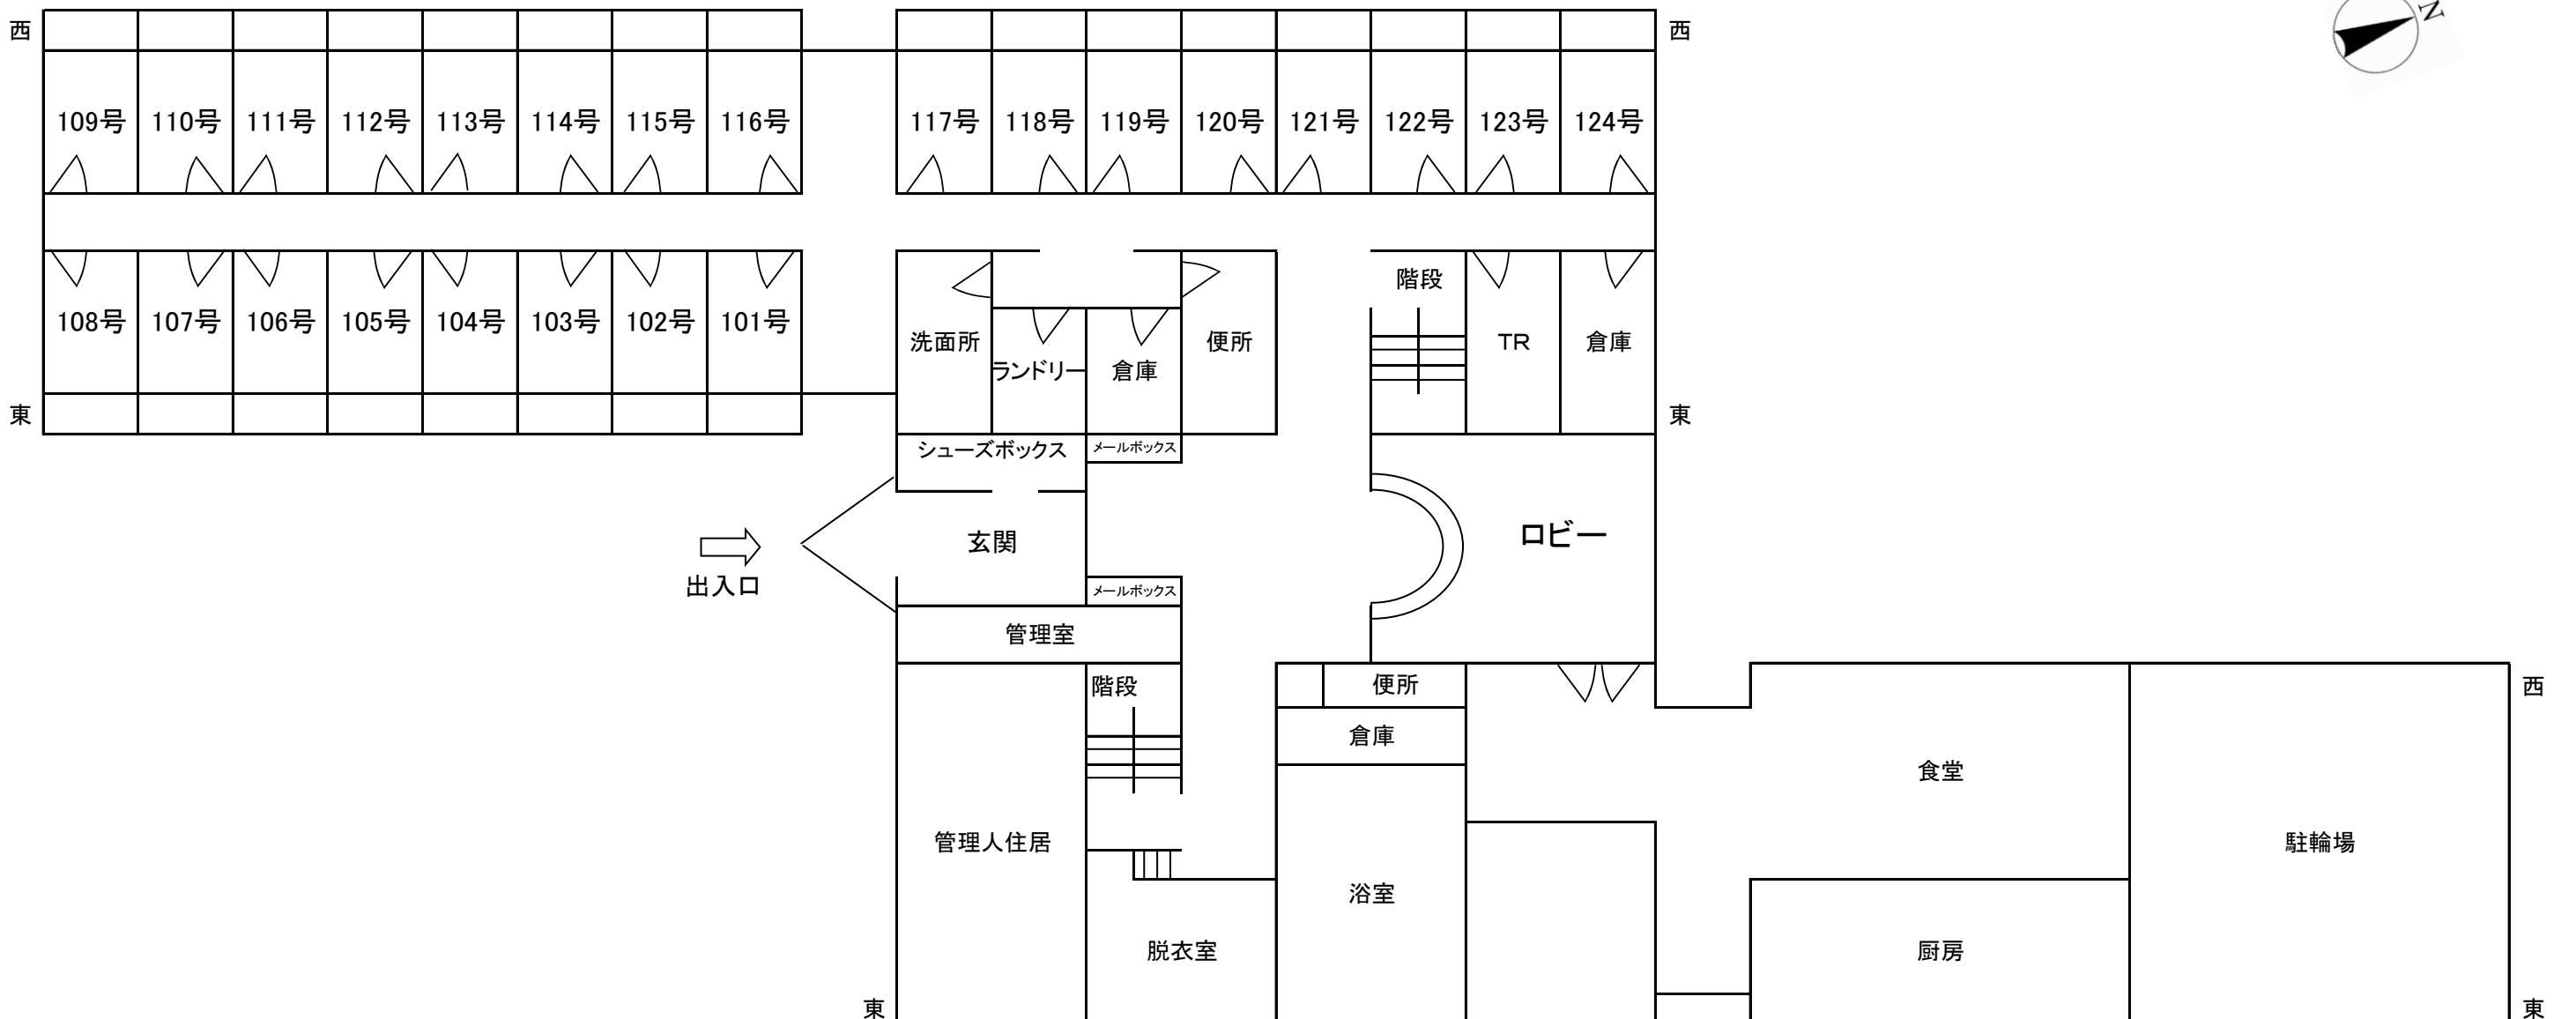 西
西
N
109号 110号 111号 112号 113号 114号 115号 116号 117号 118号 119号 120号 121号 122号 123号 124号
階段
108号 107号 106号 105号 104号 103号 102号 101号
洗面所 ランドリー 倉庫 便所 TR 倉庫
東
東
シューズボックス メールボックス
玄関
ロビー
出入口
メールボックス
管理室
階段 便所
西
倉庫
食堂
管理人住居
駐輪場
浴室
脱衣室
厨房
東
東